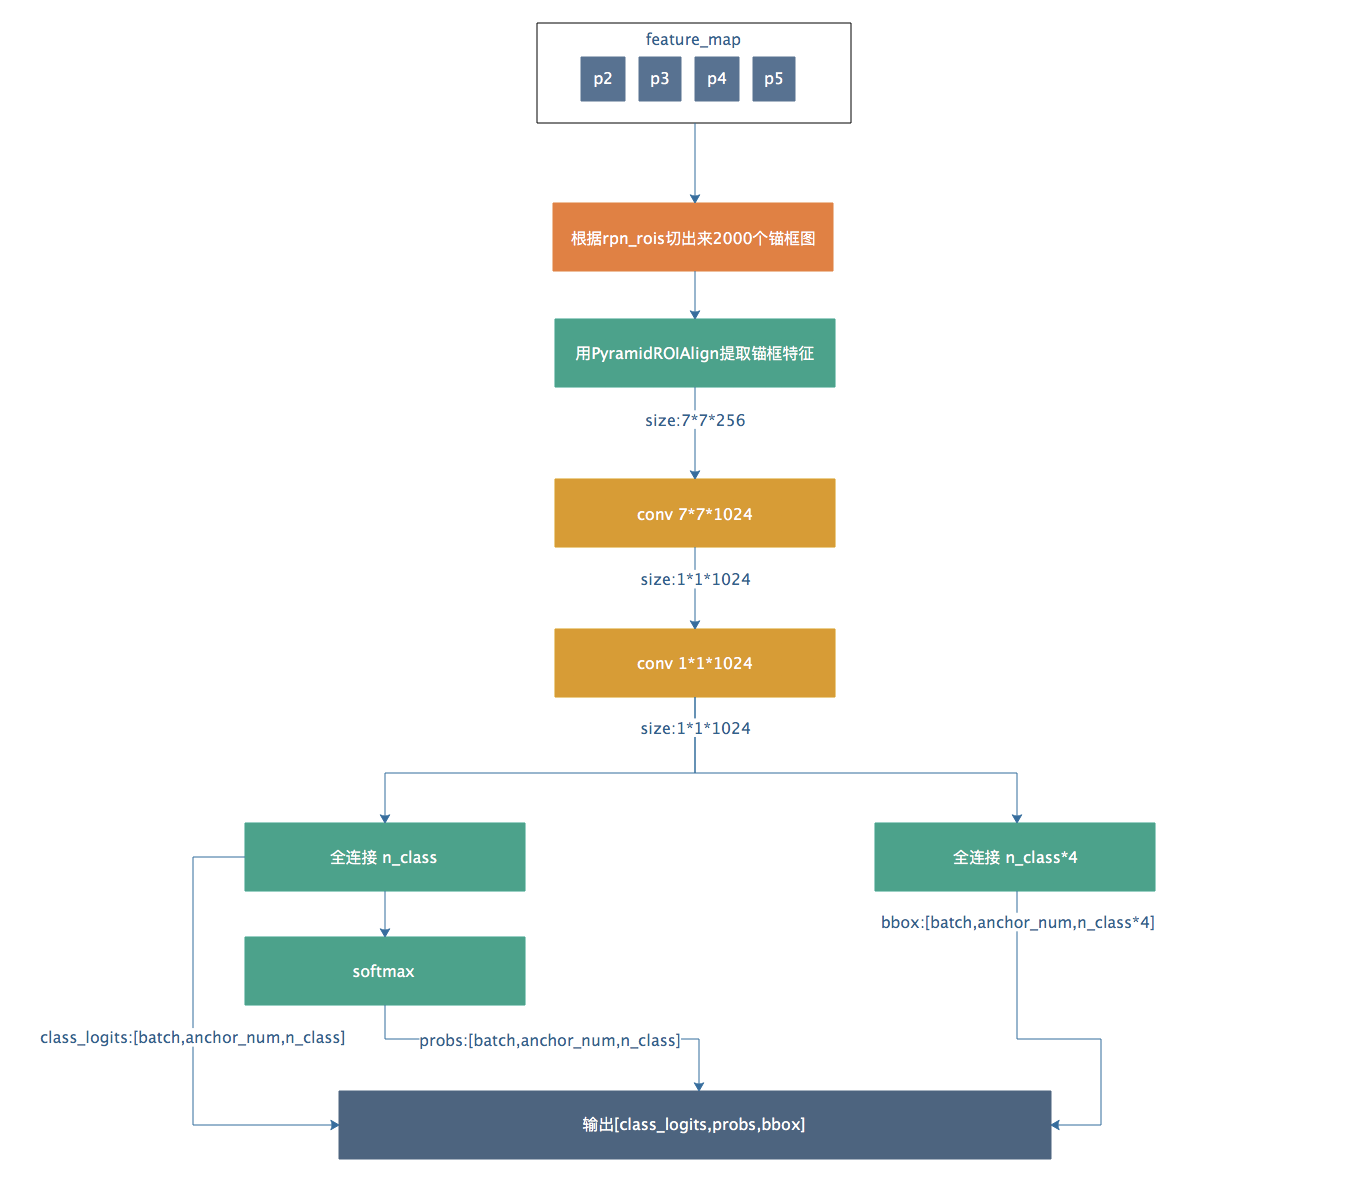 feature_map
p2 p3 p4 p5
根据rpn_rois切出来2000个锚框图
用PyramidROIAlign提取锚框特征
size:7*7*256
conv 7*7*1024
size:1*1*1024
conv 1*1*1024
size:1*1*1024
全连接 n_class
全连接 n_class*4
bbox:[batch,anchor_num,n_class*4]
softmax
class_logits:[batch,anchor_num,n_class]
probs:[batch,anchor_num,n_class]
输出[class_logits,probs,bbox]